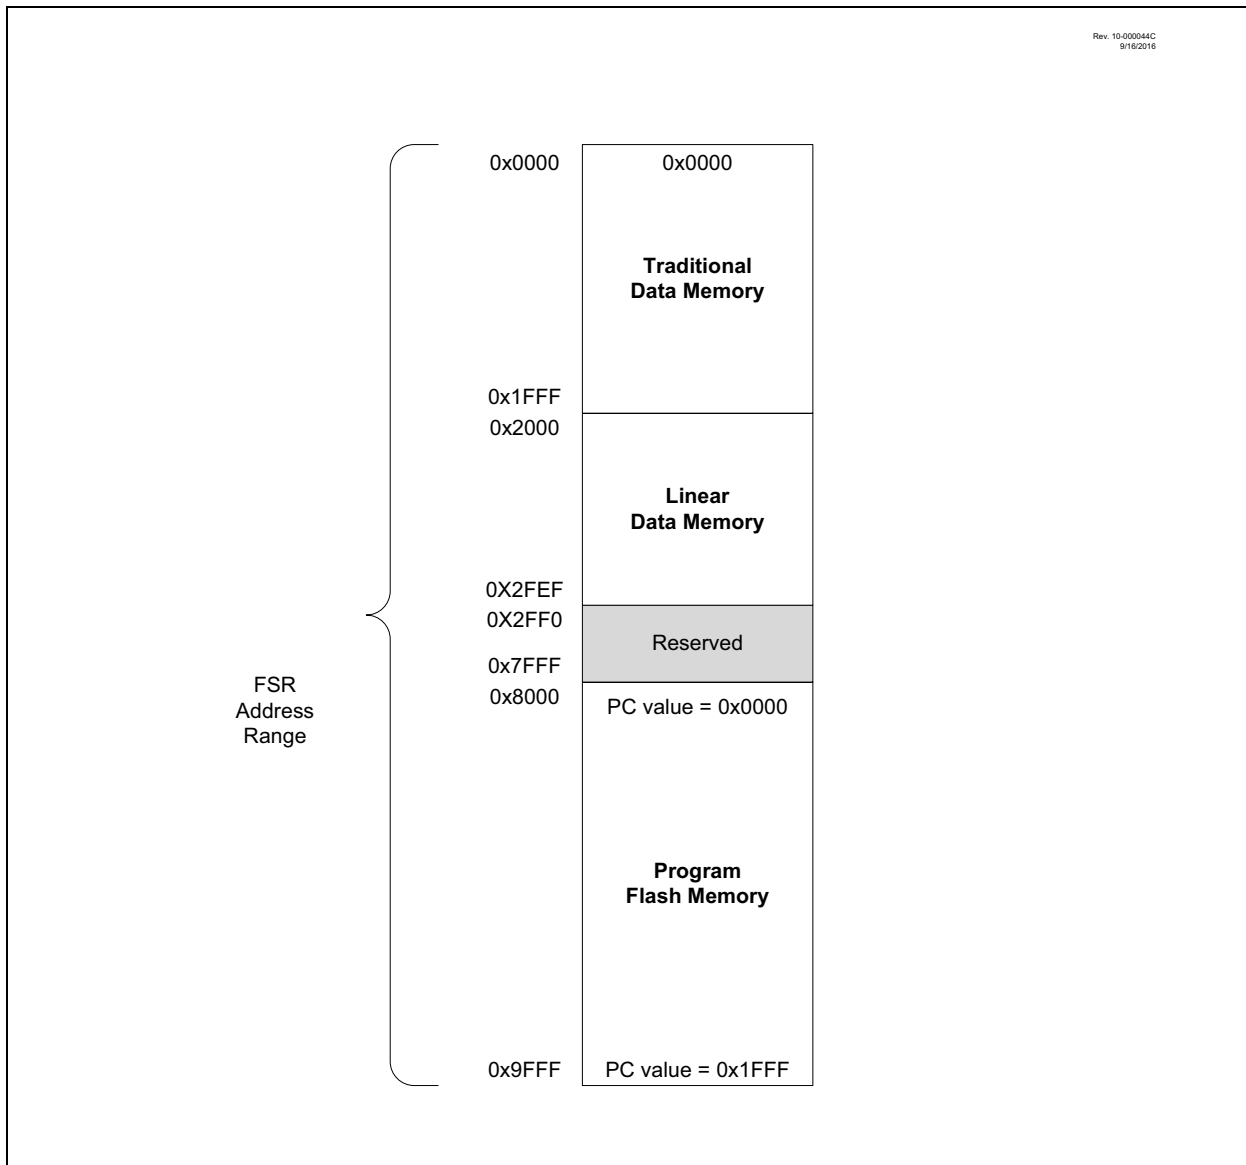 Rev. 10-000044C
9/16/2016
0x0000
0x0000
Traditional
Data Memory
0x1FFF
0x2000
Linear
Data Memory
0X2FEF
0X2FF0
Reserved
0x7FFF
0x8000
PC value = 0x0000
FSR
Address
Range
Program
Flash Memory
0x9FFF
PC value = 0x1FFF